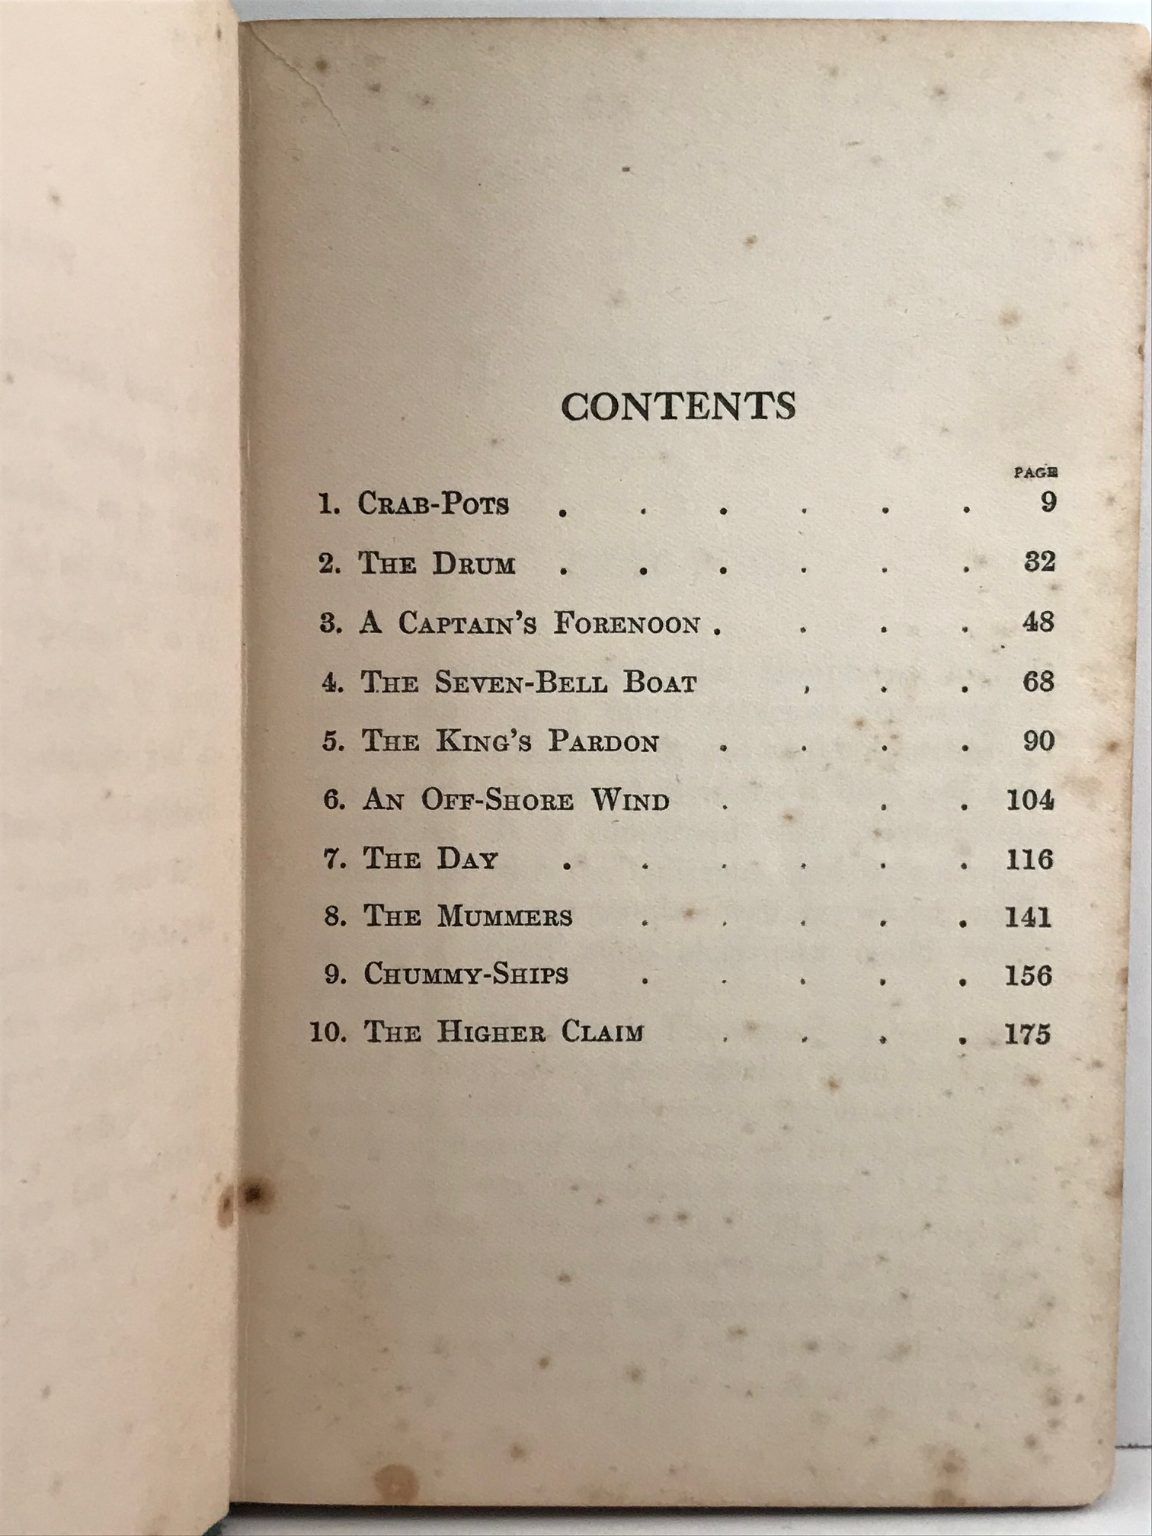 CONTENTS
PAGE
1. Crab-Pots . . . . . . 9
2. The Drum . . . . . . 32
3. A Captain's Forenoon . . . . 48
4. The Seven-Bell Boat . . . 68
5. The King's Pardon . . . . 90
6. An Off-Shore Wind . . . 104
7. The Day . . . . . . 116
8. The Mummers . . . . . 141
9. Chummy-Ships . . . . . 156
10. The Higher Claim . . . . 175